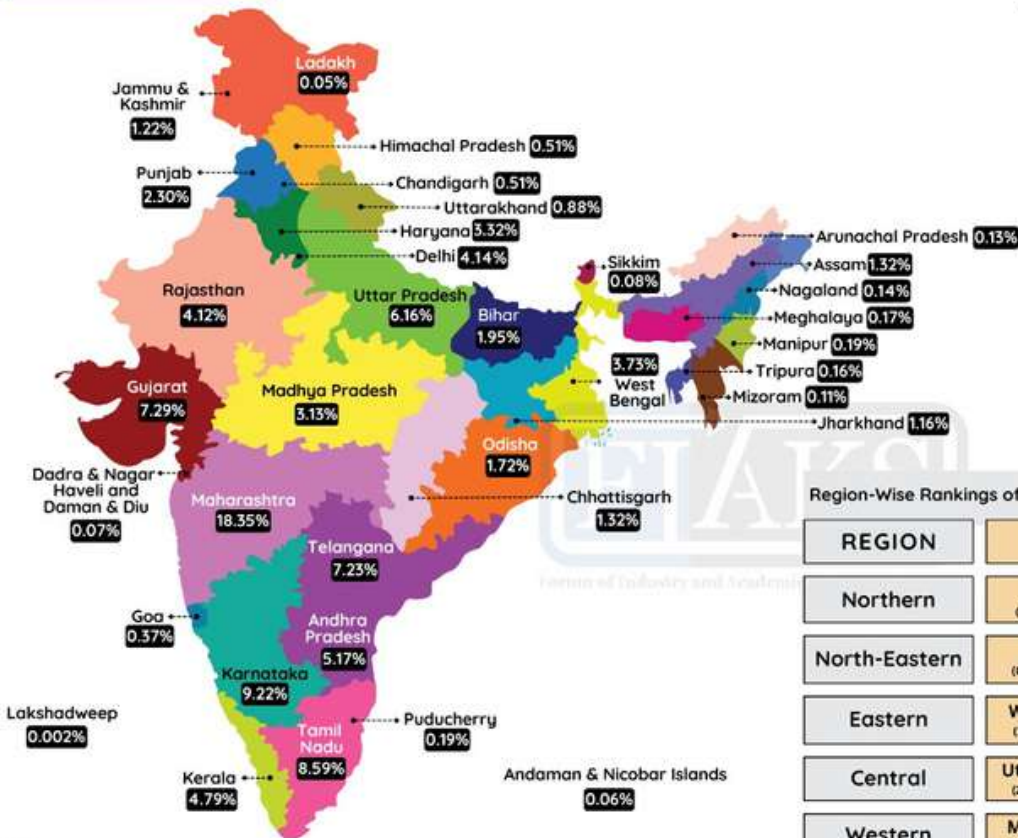 Ladakh
0.05%
Jammu &
Kashmir
1.22%
Himachal Pradesh 0.51%
Punjab
2.30%
Chandigarh 0.51%
Uttarakhand 0.88%
Haryana 3.32%
Delhi 4.14%
Rajasthan
4.12%
Uttar Pradesh
6.16%
Bihar
1.95%
Sikkim
0.08%
Arunachal Pradesh 0.13%
Assam 1.32%
Nagaland 0.14%
Meghalaya 0.17%
Manipur 0.19%
Tripura 0.16%
Mizoram 0.11%
Jharkhand 1.16%
3.73%
West
Bengal
Gujarat
7.29%
Madhya Pradesh
3.13%
Odisha
1.72%
Chhattisgarh
1.32%
Dadra & Nagar
Haveli and
Daman & Diu
0.07%
Maharashtra
18.35%
Telangana
7.23%
Goa
0.37%
Andhra
Pradesh
5.17%
Karnataka
9.22%
Lakshadweep
0.002%
Puducherry
0.19%
Tamil
Nadu
8.59%
Kerala
4.79%
Andaman & Nicobar Islands
0.06%
Forum of Industry and
Region-Wise Rankings of
REGION
Northern
North-Eastern
Eastern
Central
Western